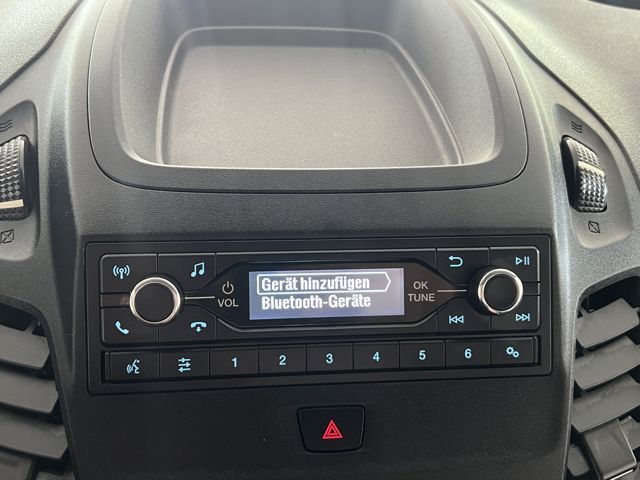 Gerät hinzufügen
Bluetooth-Geräte
VOL
OK
TUNE
1 2 3 4 5 6